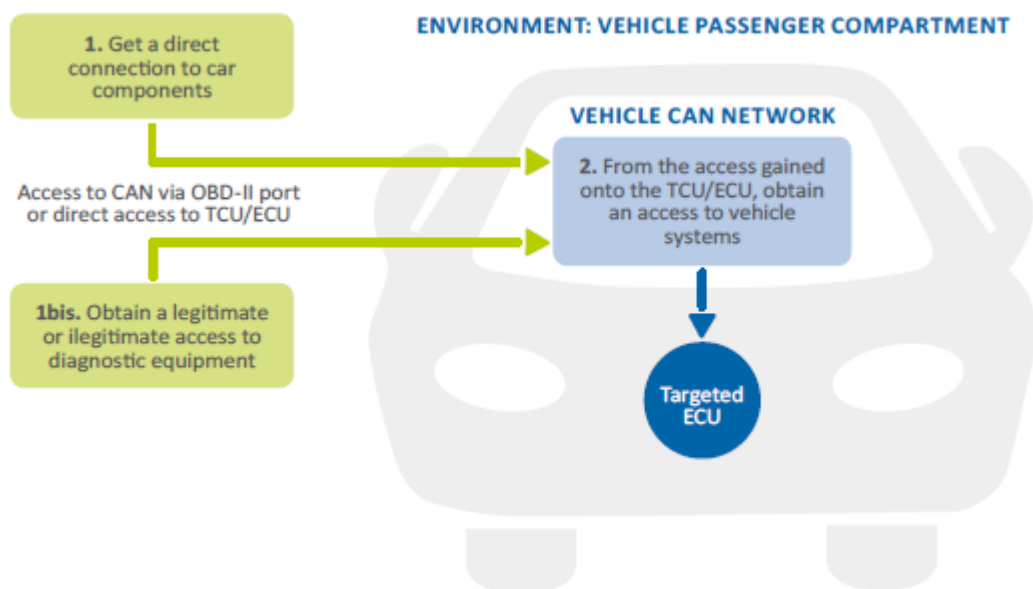 ENVIRONMENT: VEHICLE PASSENGER COMPARTMENT
1. Get a direct
connection to car
components
VEHICLE CAN NETWORK
2. From the access gained
onto the TCU/ECU, obtain
an access to vehicle
systems
Access to CAN via OBD-II port
or direct access to TCU/ECU
1bis. Obtain a legitimate
or ilegitimate access to
diagnostic equipment
Targeted
ECU